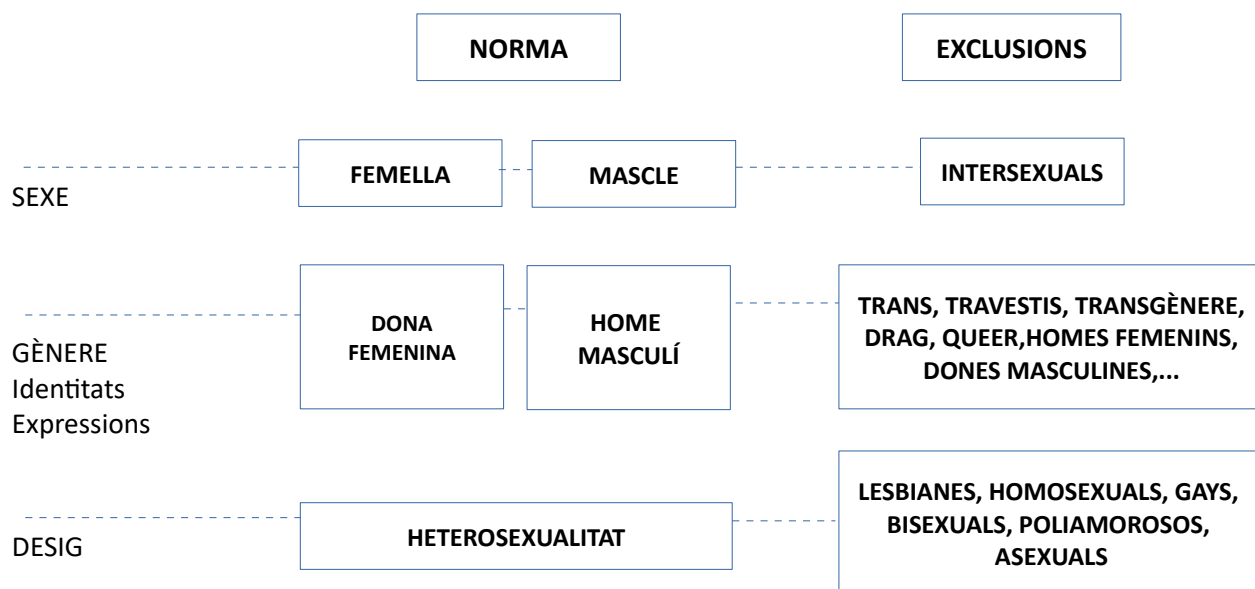 NORMA
EXCLUSIONS
FEMELLA
MASCLE
INTERSEXUALS
SEXE
DONA
FEMENINA
HOME
MASCULÍ
TRANS, TRAVESTIS, TRANSGÈNERE,
DRAG, QUEER,HOMES FEMENINS,
DONES MASCULINES,...
GÈNERE
Identitats
Expressions
HETEROSEXUALITAT
LESBIANES, HOMOSEXUALS, GAYS,
BISEXUALS, POLIAMOROSOS,
ASEXUALS
DESIG